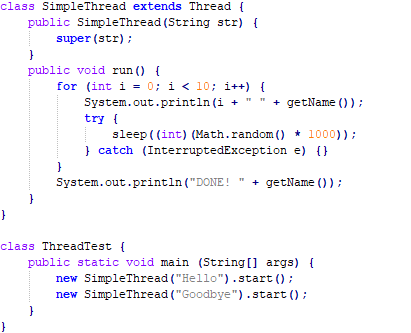 class SimpleThread extends Thread {
    public SimpleThread(String str) {
        super(str);
    }
    public void run() {
        for (int i = 0; i < 10; i++) {
            System.out.println(i + " " + getName());
            try {
                sleep((int)(Math.random() * 1000));
            } catch (InterruptedException e) {}
        }
        System.out.println("DONE! " + getName());
    }
}

class ThreadTest {
    public static void main (String[] args) {
        new SimpleThread("Hello").start();
        new SimpleThread("Goodbye").start();
    }
}